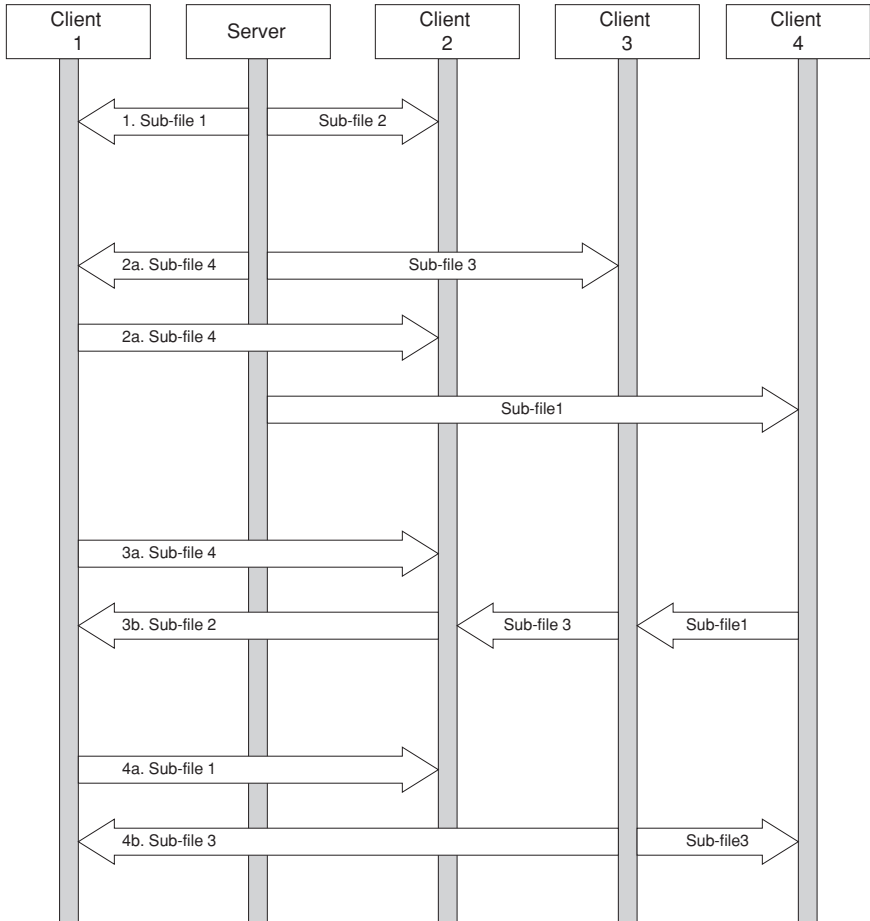 Client
1
Server
Client
2
Client
3
Client
4
1. Sub-file 1
Sub-file 2
2a. Sub-file 4
Sub-file 3
2a. Sub-file 4
Sub-file1
3a. Sub-file 4
3b. Sub-file 2
Sub-file 3
Sub-file1
4a. Sub-file 1
4b. Sub-file 3
Sub-file3